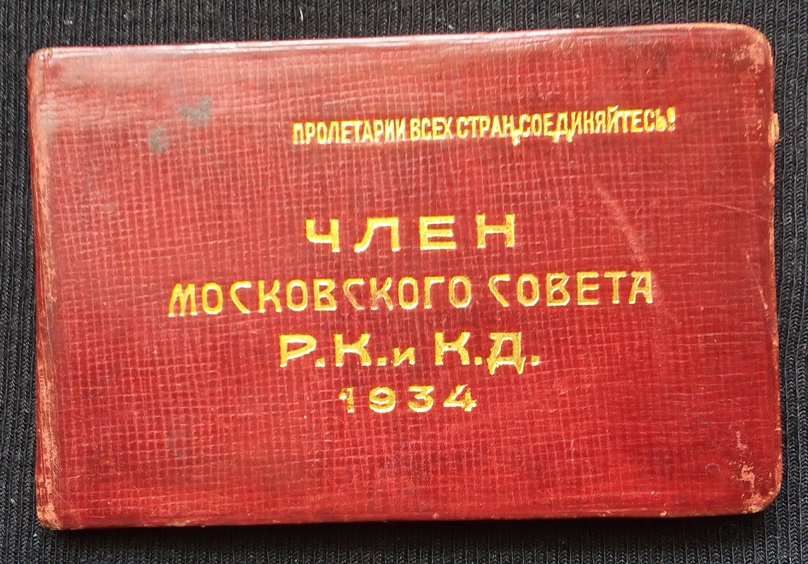 ПРОЛЕТАРИИ ВСЕХ СТРАН, СОЕДИНЯЙТЕСЬ!
ЧЛЕН
МОСКОВСКОГО СОВЕТА
Р.К. и К.Д.
1934